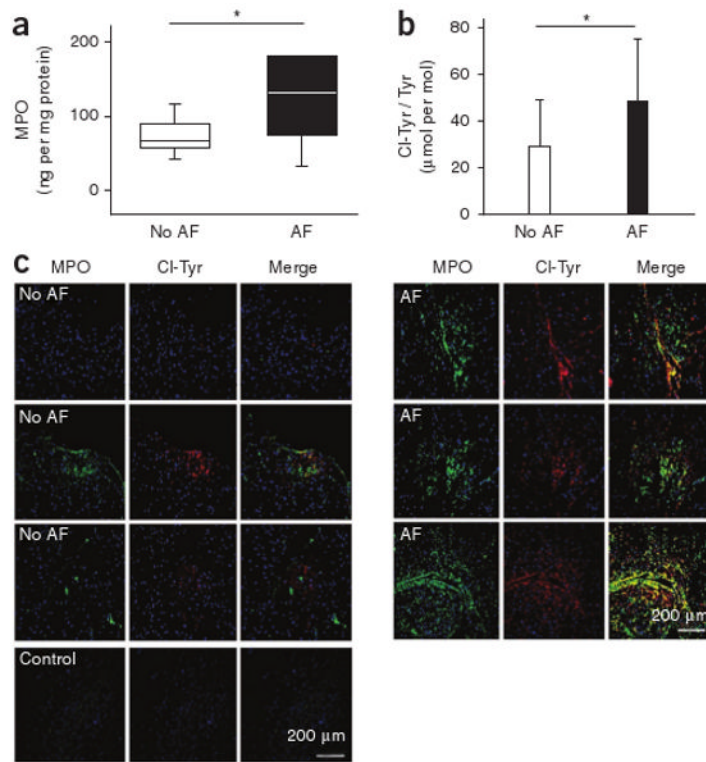 a
*
200
100
0
MPO
(ng per mg protein)
No AF AF
b
*
80
60
40
20
0
Cl-Tyr / Tyr
(μmol per mol)
No AF AF
c
MPO Cl-Tyr Merge
No AF
No AF
No AF
Control
200 μm
MPO Cl-Tyr Merge
AF
AF
AF
200 μm